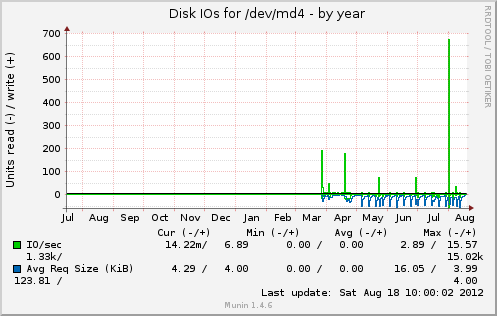 Disk IOs for /dev/md4 - by year
RRDTOOL / TOBI OETIKER
Units read (-) / write (+)
700
600
500
400
300
200
100
0
Jul Aug Sep Oct Nov Dec Jan Feb Mar Apr May Jun Jul Aug
Cur (-/+) Min (-/+) Avg (-/+) Max (-/+)
IO/sec 14.22m/ 6.89 0.00 / 0.00 2.89 / 15.57
1.33k/ 15.02k
Avg Req Size (KiB) 4.29 / 4.00 0.00 / 0.00 16.05 / 3.99
123.81 / 4.00
Last update: Sat Aug 18 10:00:02 2012
Munin 1.4.6